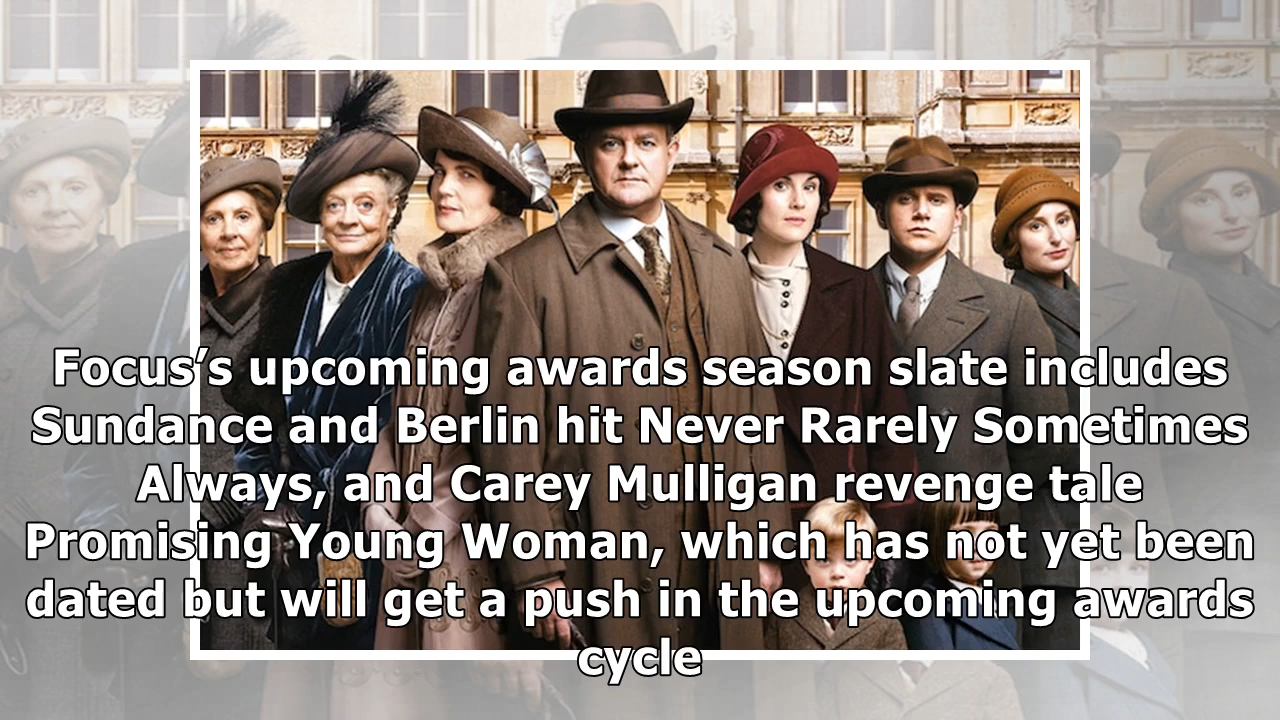 Focus’s upcoming awards season slate includes
Sundance and Berlin hit Never Rarely Sometimes
Always, and Carey Mulligan revenge tale
Promising Young Woman, which has not yet been
dated but will get a push in the upcoming awards
cycle